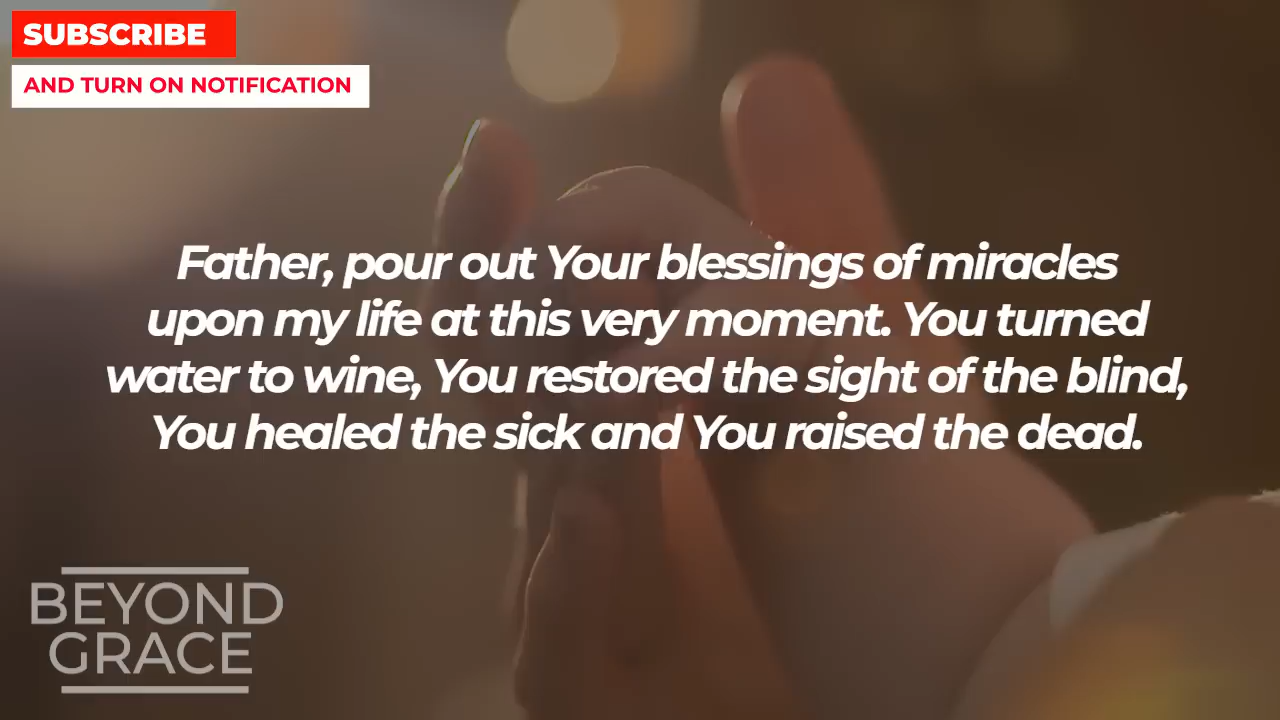 SUBSCRIBE
AND TURN ON NOTIFICATION
Father, pour out Your blessings of miracles
upon my life at this very moment. You turned
water to wine, You restored the sight of the blind,
You healed the sick and You raised the dead.
BEYOND
GRACE